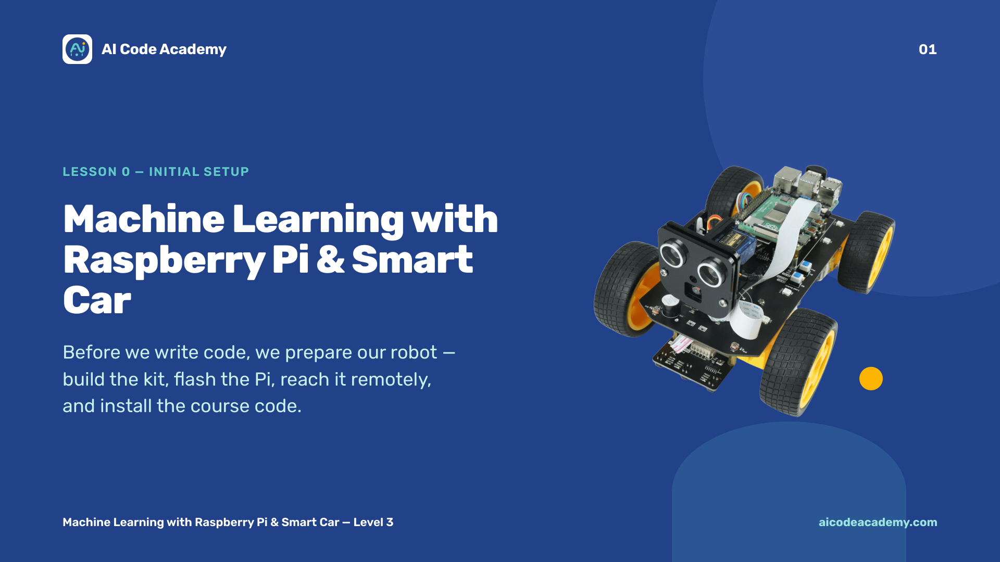 AI Code Academy
01
LESSON 0 — INITIAL SETUP
Machine Learning with
Raspberry Pi & Smart
Car
Before we write code, we prepare our robot —
build the kit, flash the Pi, reach it remotely,
and install the course code.
Machine Learning with Raspberry Pi & Smart Car — Level 3
aicodeacademy.com